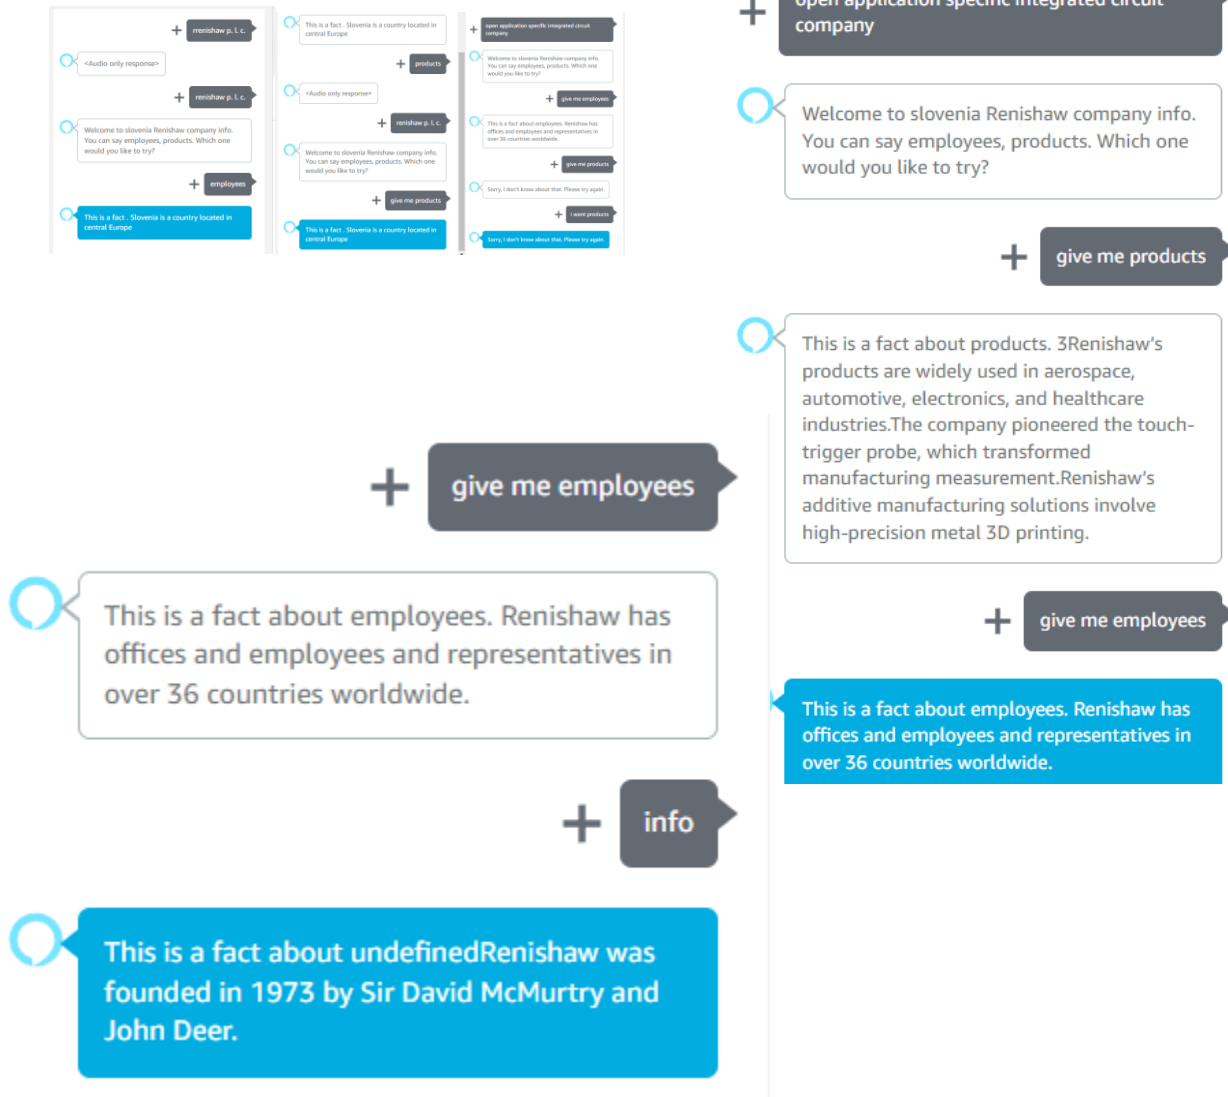 rrenishaw p. l. c.
<Audio only response>
renishaw p. l. c.
Welcome to slovenia Renishaw company info.
You can say employees, products. Which one
would you like to try?
employees
This is a fact . Slovenia is a country located in
central Europe
This is a fact . Slovenia is a country located in
central Europe
products
<Audio only response>
renishaw p. l. c.
Welcome to slovenia Renishaw company info.
You can say employees, products. Which one
would you like to try?
give me products
This is a fact . Slovenia is a country located in
central Europe
open application specific integrated circuit
company
Welcome to slovenia Renishaw company info.
You can say employees, products. Which one
would you like to try?
give me employees
This is a fact about employees. Renishaw has
offices and employees and representatives in
over 36 countries worldwide.
give me products
Sorry, I don't know about that. Please try again.
I want products
Sorry, I don't know about that. Please try again.
open application specific integrated circuit
company
Welcome to slovenia Renishaw company info.
You can say employees, products. Which one
would you like to try?
give me products
This is a fact about products. 3Renishaw's
products are widely used in aerospace,
automotive, electronics, and healthcare
industries.The company pioneered the touch-
trigger probe, which transformed
manufacturing measurement.Renishaw's
additive manufacturing solutions involve
high-precision metal 3D printing.
give me employees
This is a fact about employees. Renishaw has
offices and employees and representatives in
over 36 countries worldwide.
give me employees
This is a fact about employees. Renishaw has
offices and employees and representatives in
over 36 countries worldwide.
info
This is a fact about undefinedRenishaw was
founded in 1973 by Sir David McMurtry and
John Deer.